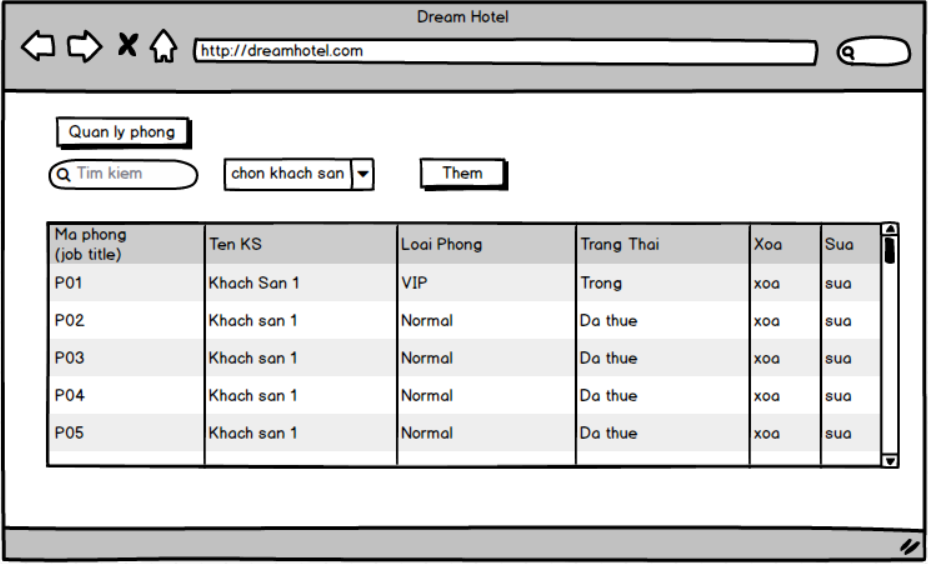 Dream Hotel
http://dreamhotel.com
Quan ly phong
Tim kiem chon khach san Them
Ma phong (job title) Ten KS Loai Phong Trang Thai Xoa Sua
P01 Khach San 1 VIP Trong xoa sua
P02 Khach san 1 Normal Da thue xoa sua
P03 Khach san 1 Normal Da thue xoa sua
P04 Khach san 1 Normal Da thue xoa sua
P05 Khach san 1 Normal Da thue xoa sua